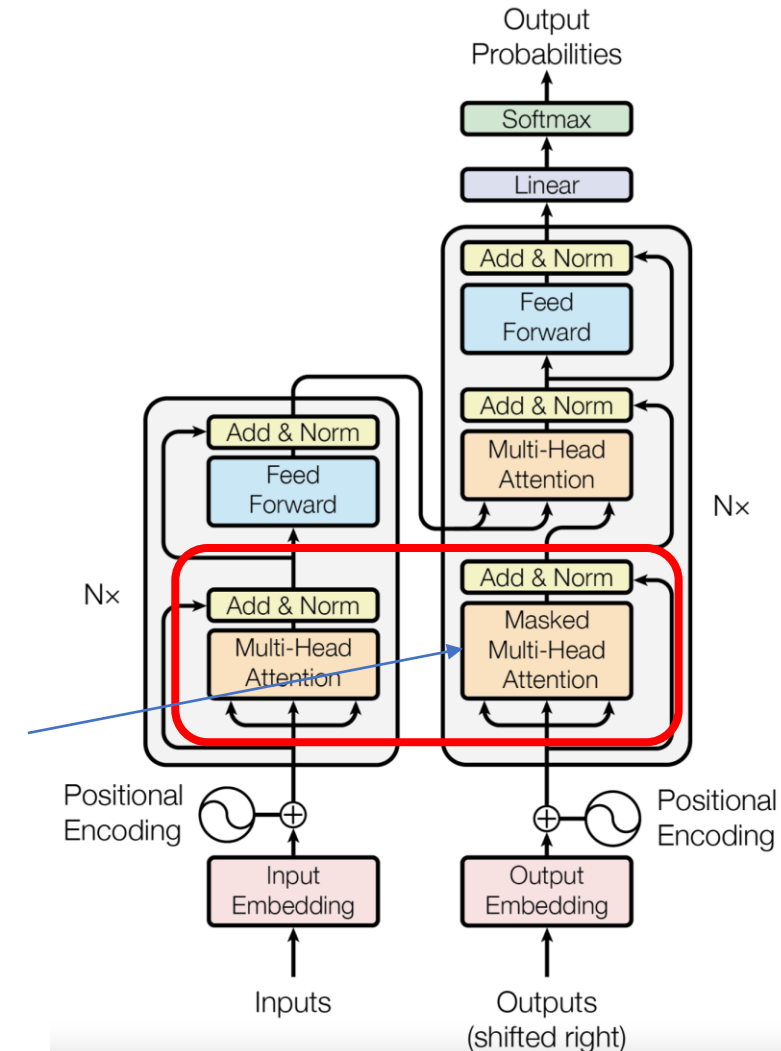 Output
Probabilities
Softmax
Linear
Add & Norm
Feed
Forward
Add & Norm
Multi-Head
Attention
Nx
Add & Norm
Masked
Multi-Head
Attention
Add & Norm
Feed
Forward
Nx
Add & Norm
Multi-Head
Attention
Positional
Encoding
Positional
Encoding
Input
Embedding
Output
Embedding
Inputs
Outputs
(shifted right)